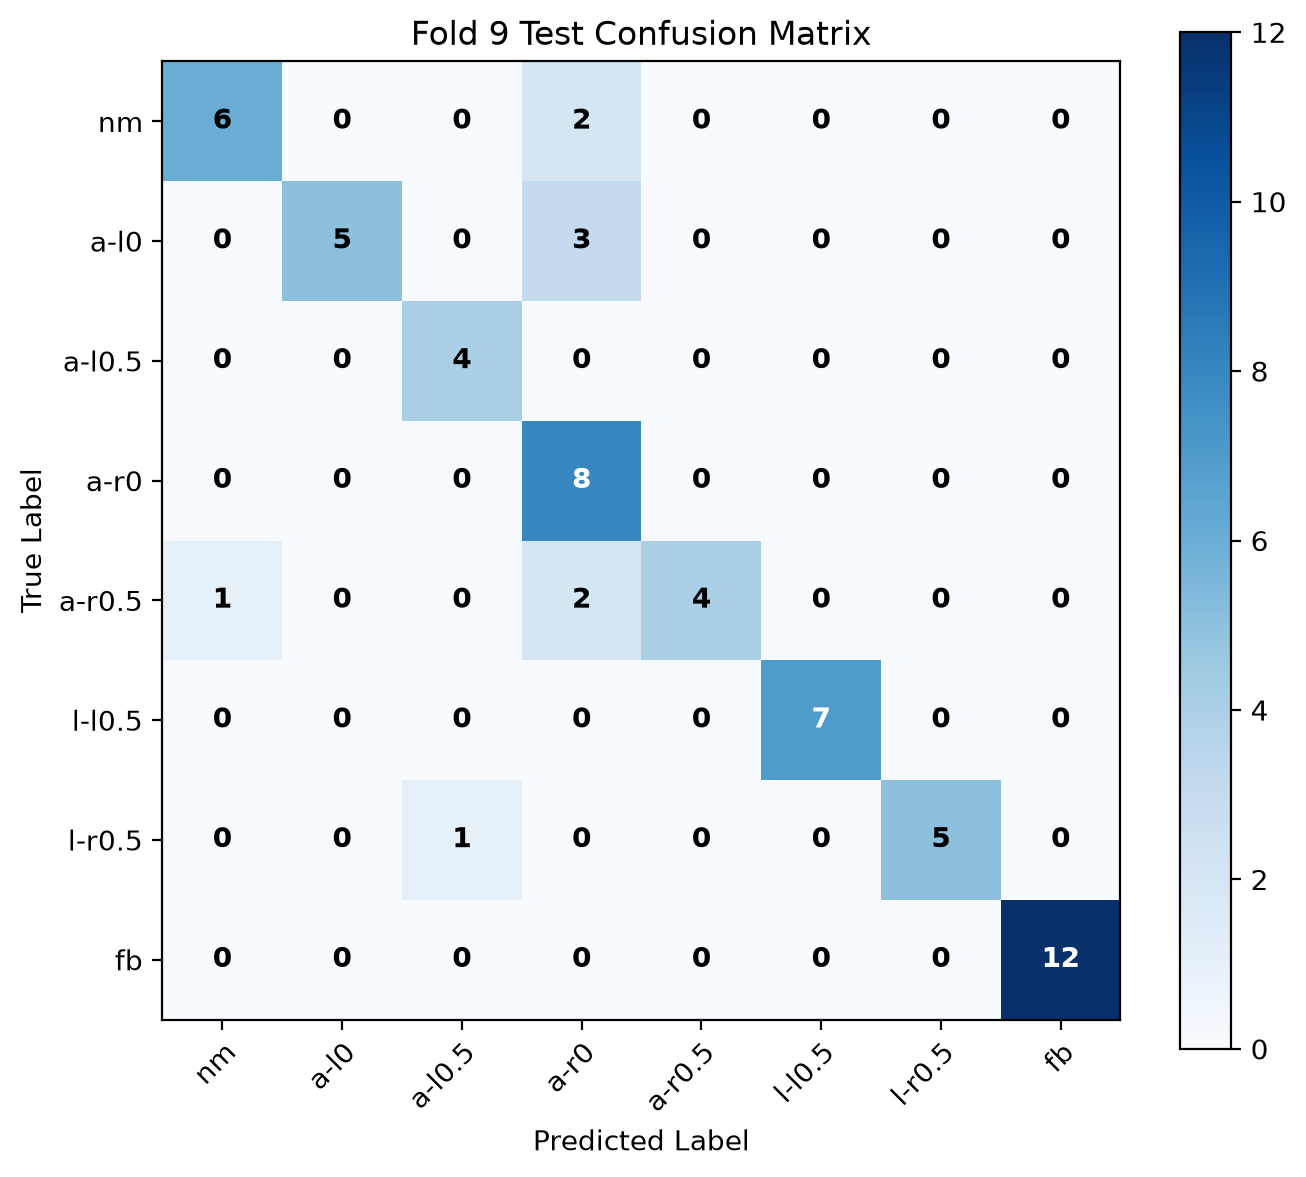 Fold 9 Test Confusion Matrix
True Label
nm 6 0 0 2 0 0 0 0
a-l0 0 5 0 3 0 0 0 0
a-l0.5 0 0 4 0 0 0 0 0
a-r0 0 0 0 8 0 0 0 0
a-r0.5 1 0 0 2 4 0 0 0
l-l0.5 0 0 0 0 0 7 0 0
l-r0.5 0 0 1 0 0 0 5 0
fb 0 0 0 0 0 0 0 12
nm a-l0 a-l0.5 a-r0 a-r0.5 l-l0.5 l-r0.5 fb
Predicted Label
12
10
8
6
4
2
0